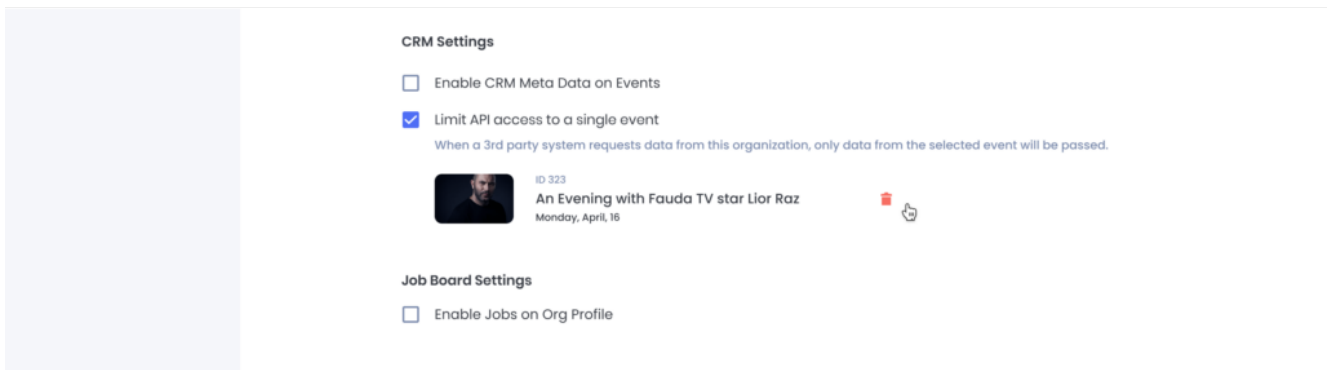 CRM Settings
Enable CRM Meta Data on Events
Limit API access to a single event
When a 3rd party system requests data from this organization, only data from the selected event will be passed.
ID 323
An Evening with Fauda TV star Lior Raz
Monday, April, 16
Job Board Settings
Enable Jobs on Org Profile